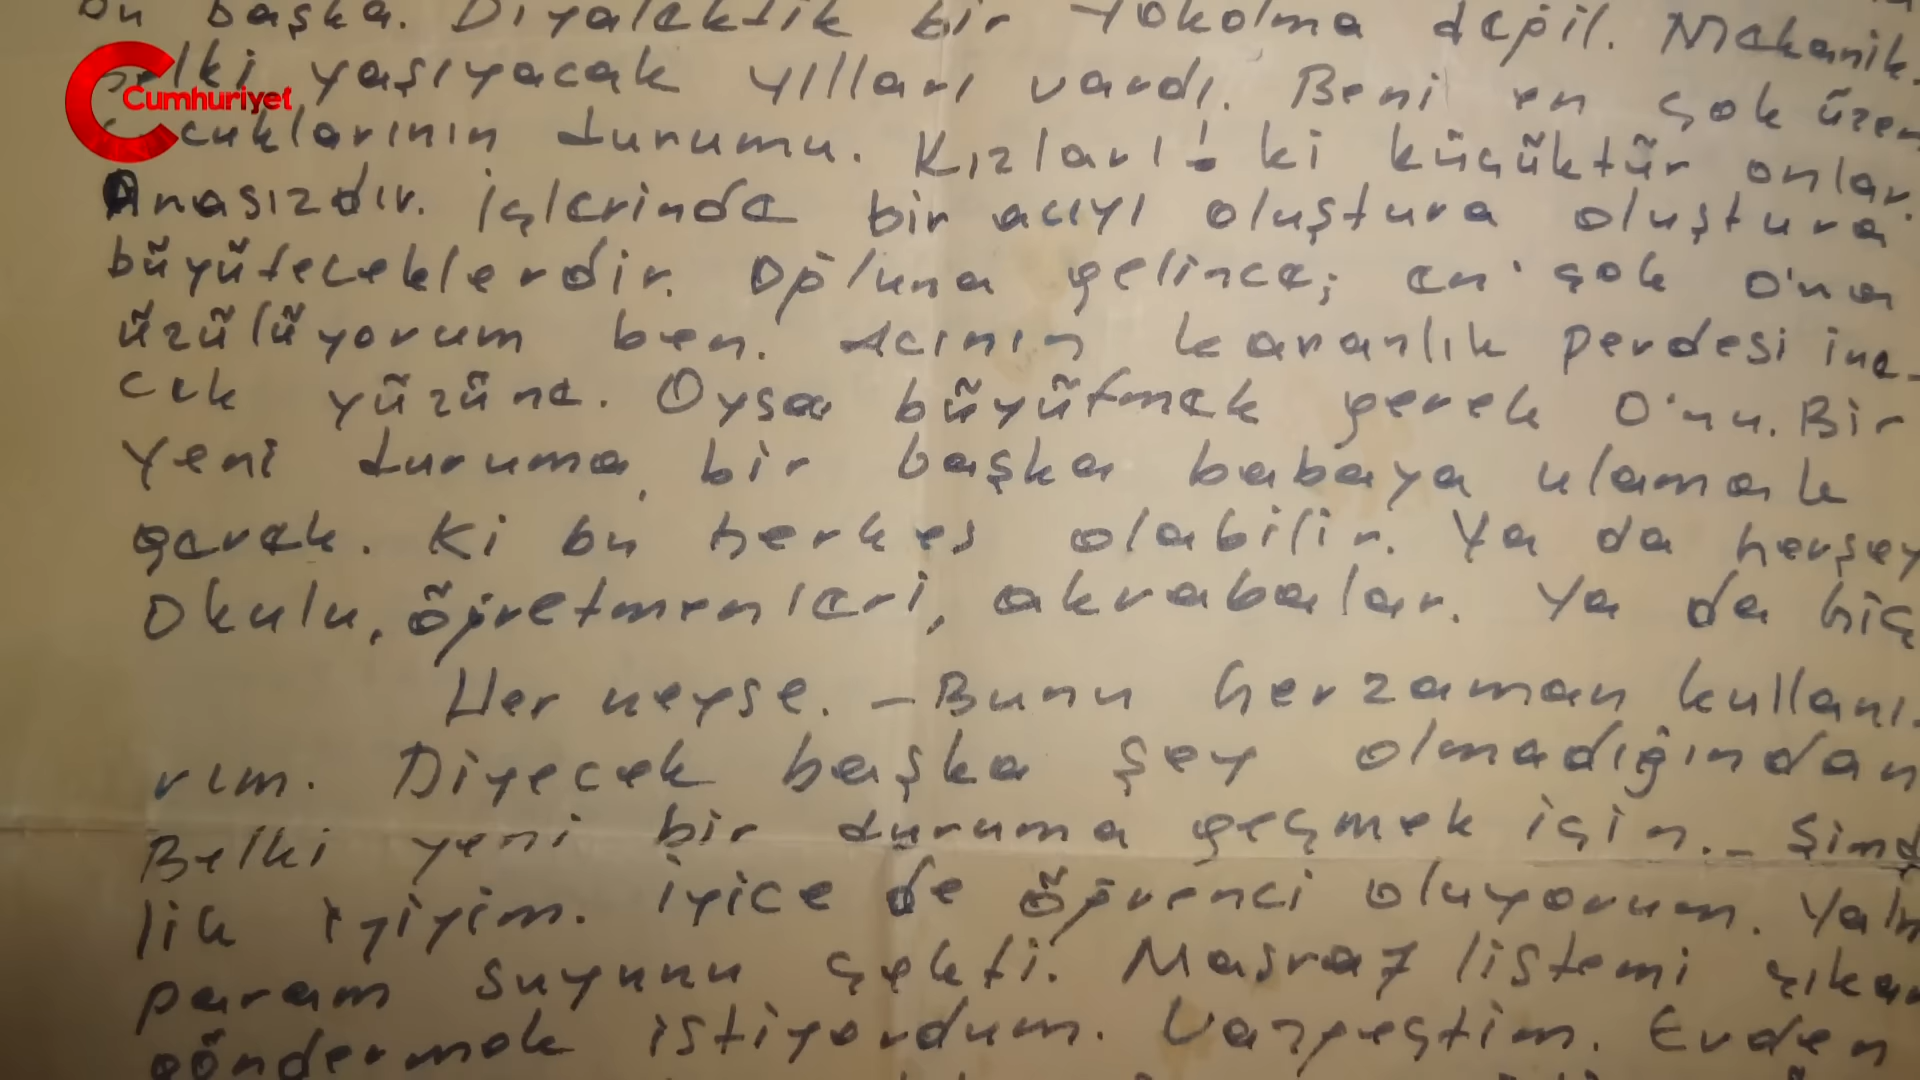 bu başka. Diyalektik bir Yokolma değil. Mekanik.
Cumhuriyet
belki yaşıyacak yılları vardı. Beni en çok üzen
çocuklarının durumu. Kızları! ki küçüktür onlar.
Anasızdır. İçlerinde bir acıyı oluştura oluştura
büyüteceklerdir. Oğluna gelince; en çok O'na
üzülüyorum ben. Acının karanlık perdesi ine-
cek yüzüne. Oysa büyütmek gerek O'nu. Bir
yeni duruma, bir başka babaya ulamak
gerek. Ki bu herkes olabilir. Ya da herşey
Okulu, öğretmenleri, akrabalar. Ya da hiç
Her neyse. – Bunu herzaman kullanı-
rım. Diyecek başka şey olmadığından
Belki yeni bir duruma geçmek için. – Şimd
lik iyiyim. İyice de öğrenci oluyorum. Yaln
param suyunu çekti. Masraf listemi çıkar
göndermek istiyordum. Vazgeçtim. Evden